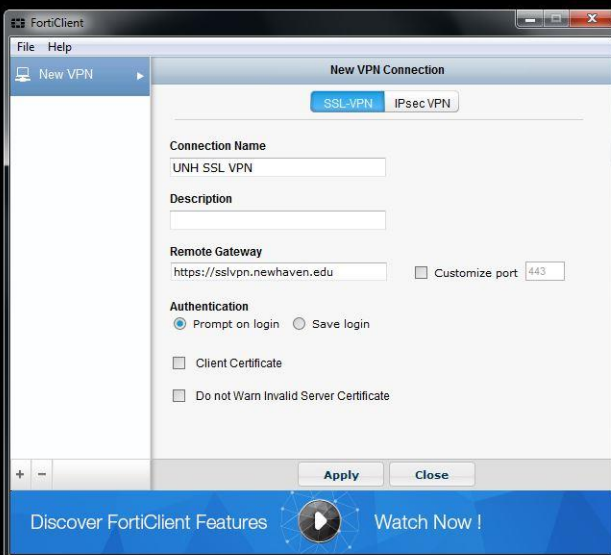 FortiClient
File Help
New VPN
New VPN Connection
SSL-VPN IPsec VPN
Connection Name
UNH SSL VPN
Description
Remote Gateway
https://sslvpn.newhaven.edu Customize port 443
Authentication
Prompt on login Save login
Client Certificate
Do not Warn Invalid Server Certificate
+ -
Apply Close
Discover FortiClient Features Watch Now !